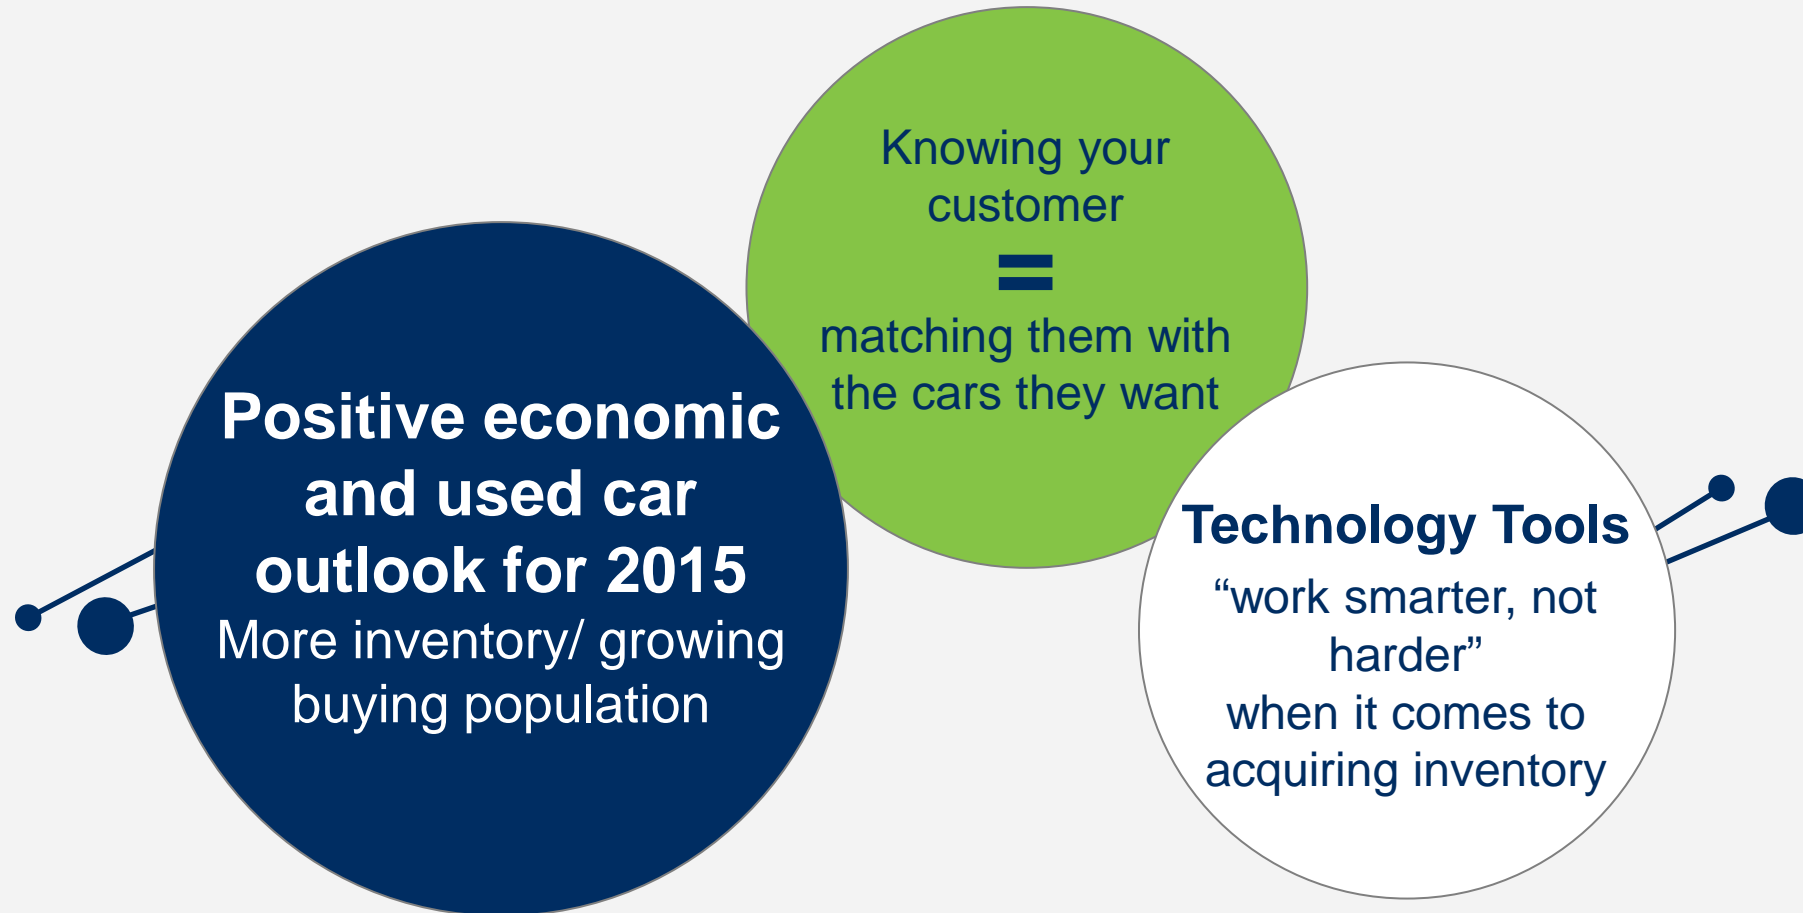 Positive economic
and used car
outlook for 2015
More inventory/ growing
buying population
Knowing your
customer
=
matching them with
the cars they want
Technology Tools
“work smarter, not
harder”
when it comes to
acquiring inventory